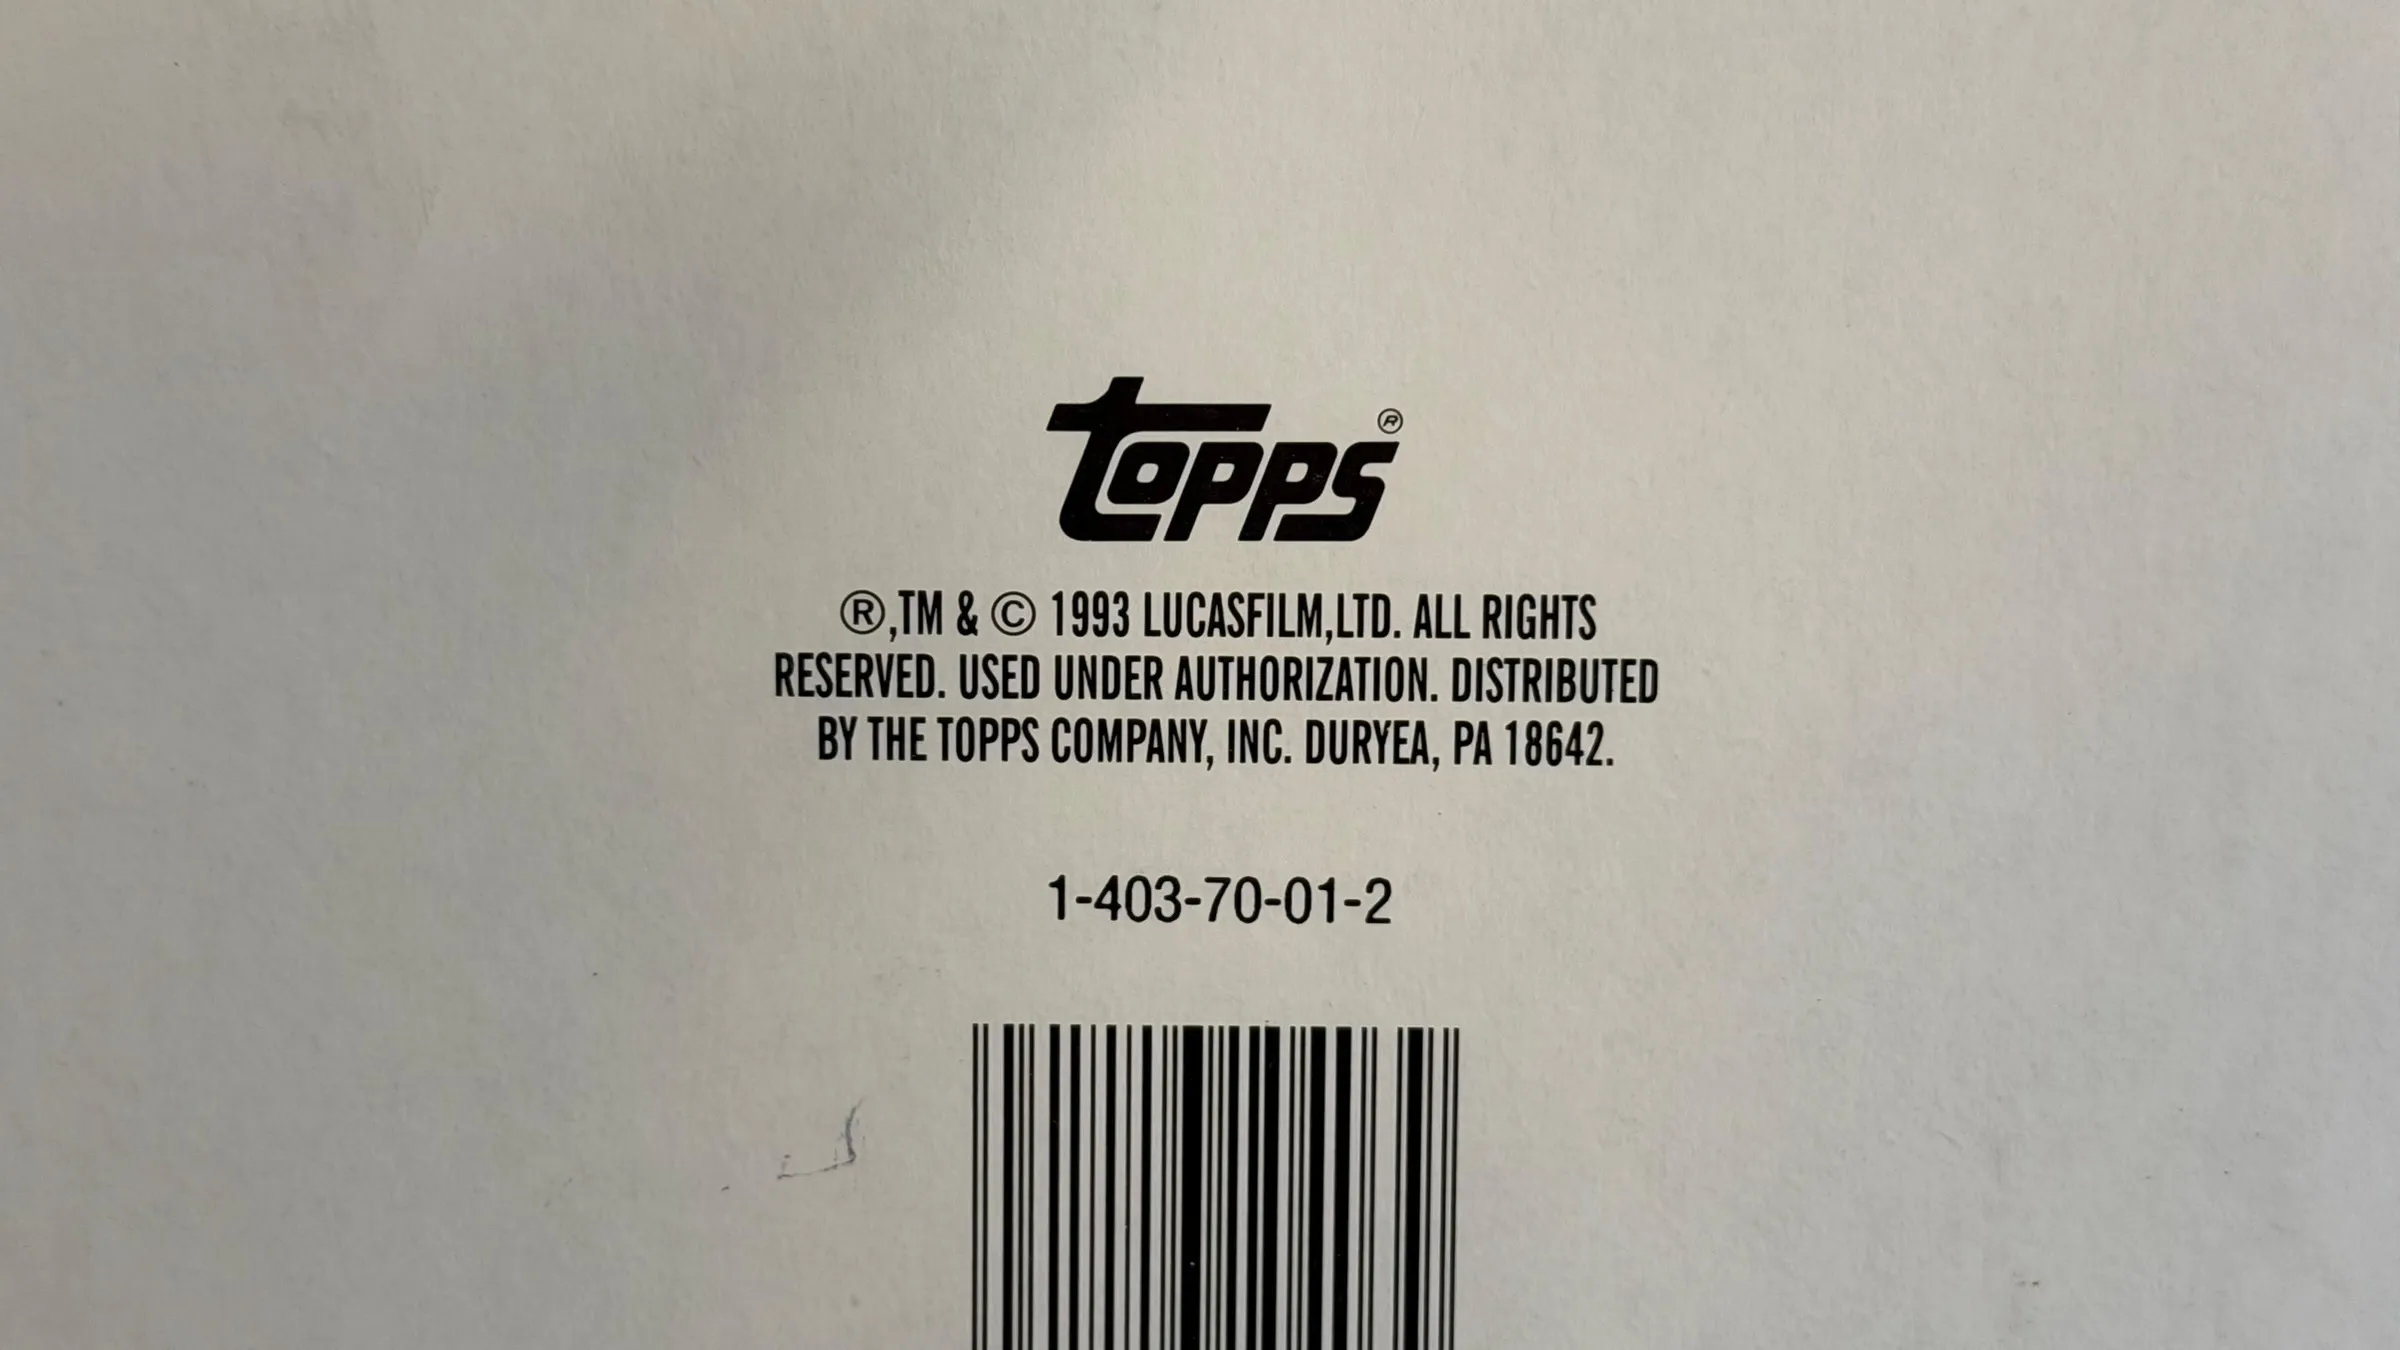 topps®
®,TM & © 1993 LUCASFILM,LTD. ALL RIGHTS
RESERVED. USED UNDER AUTHORIZATION. DISTRIBUTED
BY THE TOPPS COMPANY, INC. DURYEA, PA 18642.
1-403-70-01-2